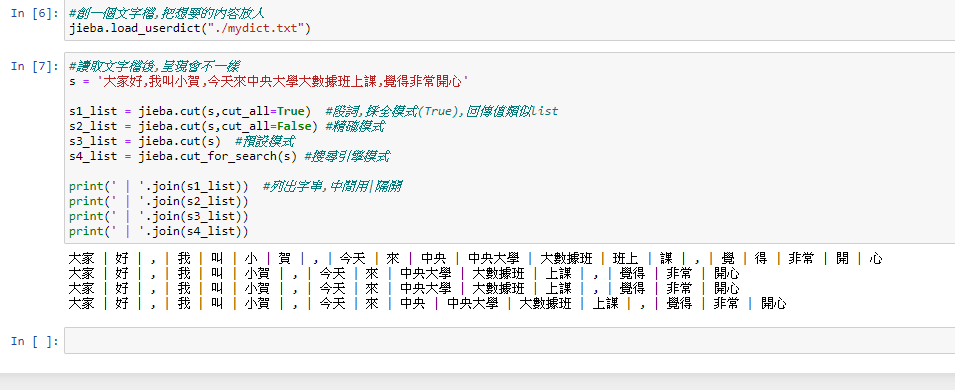 In [6]:
#創一個文字檔,把想要的內容放入
jieba.load_userdict("./mydict.txt")
In [7]:
#讀取文字檔後,呈現會不一樣
s = '大家好,我叫小賀,今天來中央大學大數據班上謀,覺得非常開心'
s1_list = jieba.cut(s,cut_all=True)  #段詞,採全模式(True),回傳值類似list
s2_list = jieba.cut(s,cut_all=False) #精確模式
s3_list = jieba.cut(s)  #預設模式
s4_list = jieba.cut_for_search(s) #搜尋引擎模式
print(' | '.join(s1_list))  #列出字串,中間用|隔開
print(' | '.join(s2_list))
print(' | '.join(s3_list))
print(' | '.join(s4_list))
大家 | 好 | , | 我 | 叫 | 小 | 賀 | , | 今天 | 來 | 中央 | 中央大學 | 大數據班 | 班上 | 謀 | , | 覺 | 得 | 非常 | 開 | 心
大家 | 好 | , | 我 | 叫 | 小賀 | , | 今天 | 來 | 中央大學 | 大數據班 | 上謀 | , | 覺得 | 非常 | 開心
大家 | 好 | , | 我 | 叫 | 小賀 | , | 今天 | 來 | 中央大學 | 大數據班 | 上謀 | , | 覺得 | 非常 | 開心
大家 | 好 | , | 我 | 叫 | 小賀 | , | 今天 | 來 | 中央 | 中央大學 | 大數據班 | 上謀 | , | 覺得 | 非常 | 開心
In [ ]: